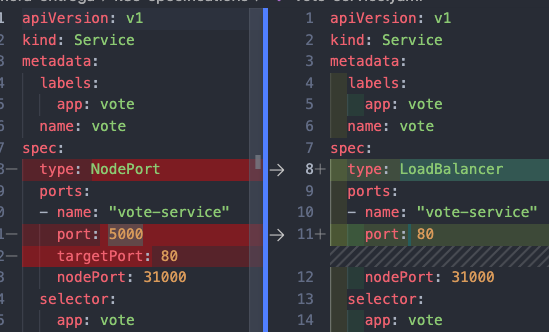 apiVersion: v1
kind: Service
metadata:
labels:
app: vote
name: vote
spec:
type: NodePort
ports:
- name: "vote-service"
port: 5000
targetPort: 80
nodePort: 31000
selector:
app: vote
1 apiVersion: v1
2 kind: Service
3 metadata:
4 labels:
5 app: vote
6 name: vote
7 spec:
8+ type: LoadBalancer
9 ports:
10 - name: "vote-service"
11+ port: 80
12 nodePort: 31000
13 selector:
14 app: vote